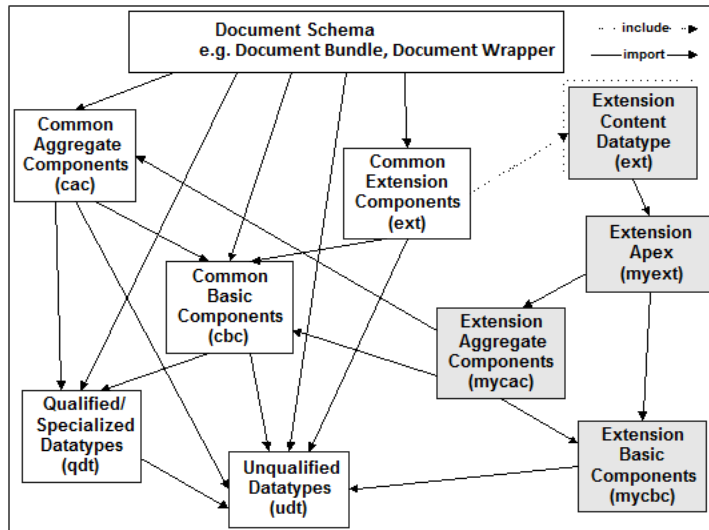 Document Schema
e.g. Document Bundle, Document Wrapper
include
import
Common
Aggregate
Components
(cac)
Common
Extension
Components
(ext)
Extension
Content
Datatype
(ext)
Extension
Apex
(myext)
Common
Basic
Components
(cbc)
Extension
Aggregate
Components
(mycac)
Qualified/
Specialized
Datatypes
(qdt)
Unqualified
Datatypes
(udt)
Extension
Basic
Components
(mycbc)